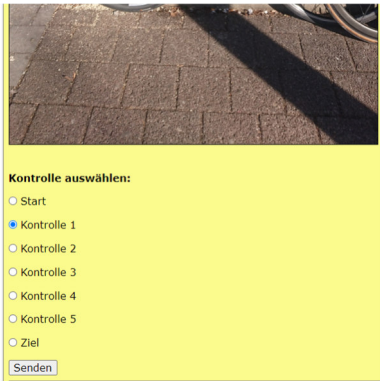 Kontrolle auswählen:
Start
Kontrolle 1
Kontrolle 2
Kontrolle 3
Kontrolle 4
Kontrolle 5
Ziel
Senden